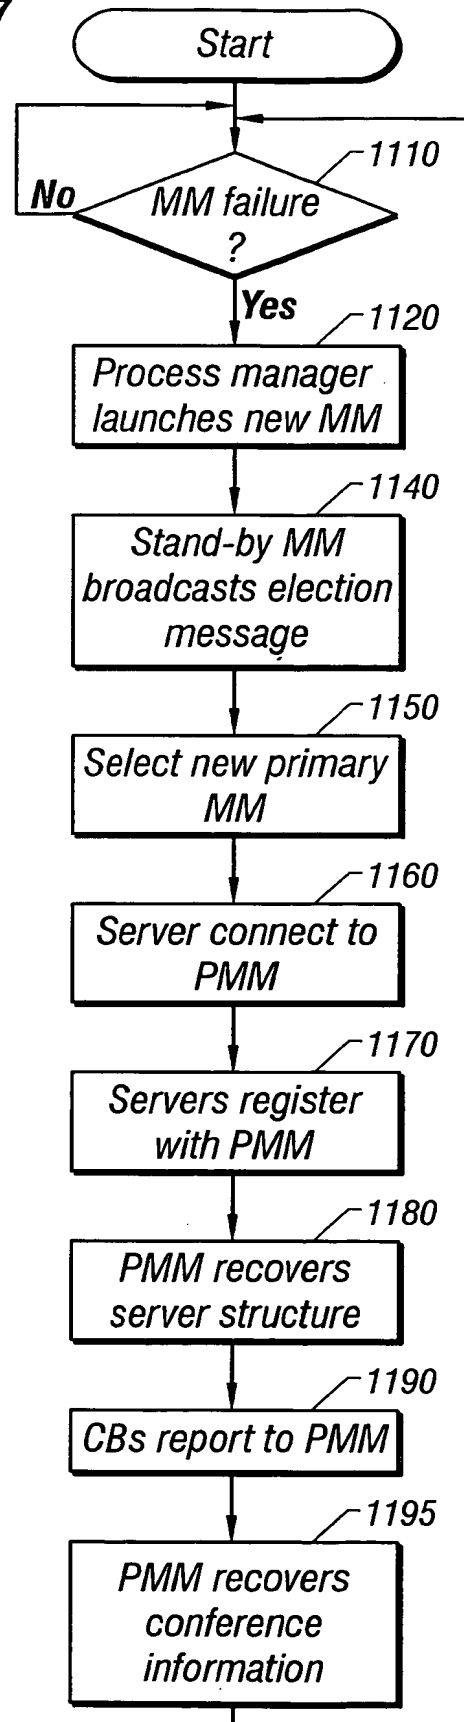 7
Start
1110
No
MM failure
?
Yes
1120
Process manager
launches new MM
1140
Stand-by MM
broadcasts election
message
1150
Select new primary
MM
1160
Server connect to
PMM
1170
Servers register
with PMM
1180
PMM recovers
server structure
1190
CBs report to PMM
1195
PMM recovers
conference
information